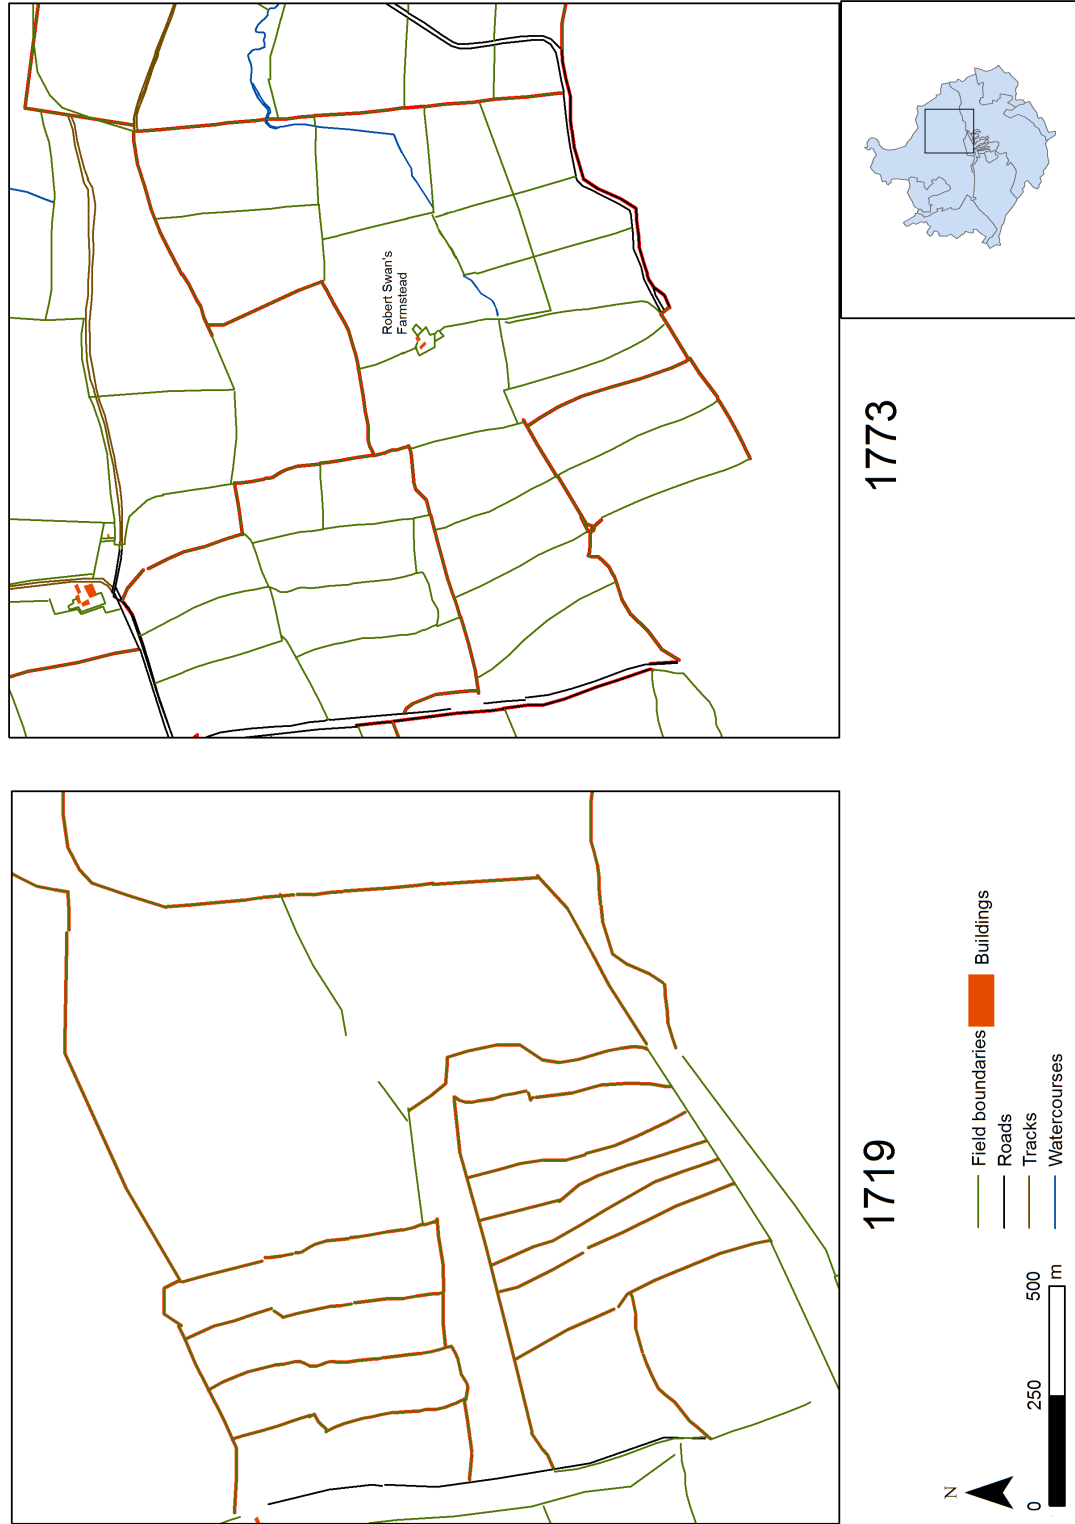 Robert Swan's
Farmstead
1719
1773
N
0 250 500
m
Field boundaries
Roads
Tracks
Watercourses
Buildings